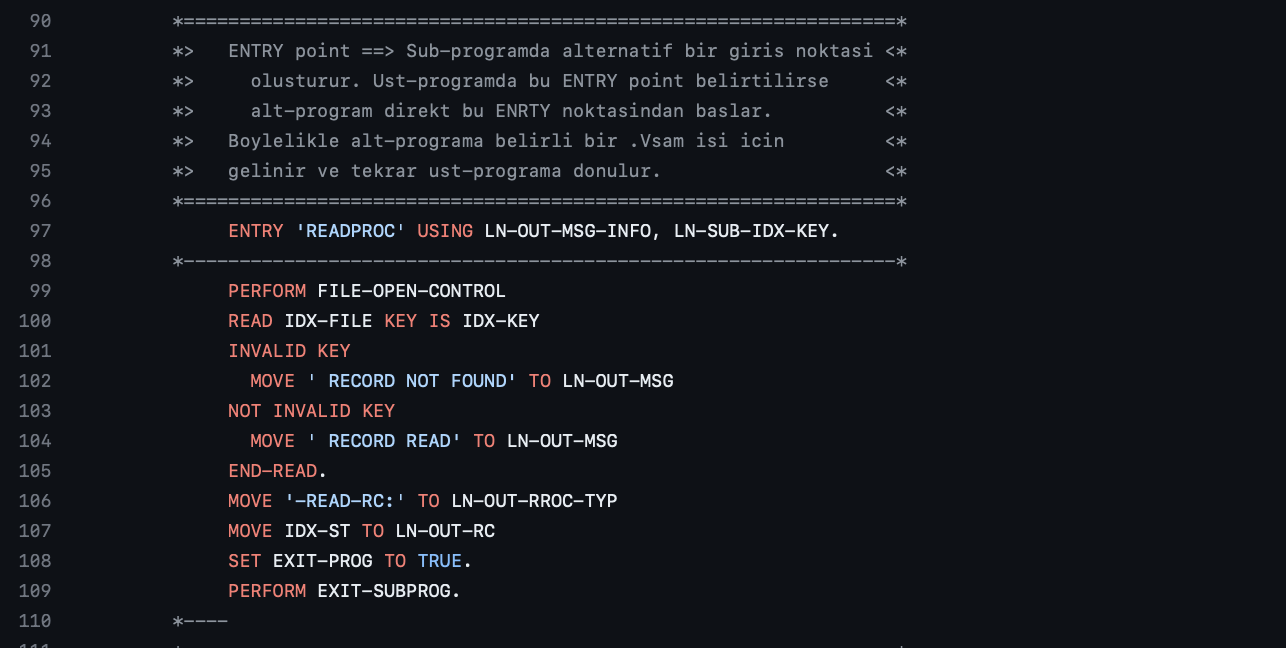 90 *================================================================*
91 *>   ENTRY point ==> Sub-programda alternatif bir giris noktasi <*
92 *>     olusturur. Ust-programda bu ENTRY point belirtilirse     <*
93 *>     alt-program direkt bu ENRTY noktasindan baslar.          <*
94 *>   Boylelikle alt-programa belirli bir .Vsam isi icin         <*
95 *>   gelinir ve tekrar ust-programa donulur.                    <*
96 *================================================================*
97      ENTRY 'READPROC' USING LN-OUT-MSG-INFO, LN-SUB-IDX-KEY.
98 *----------------------------------------------------------------*
99      PERFORM FILE-OPEN-CONTROL
100      READ IDX-FILE KEY IS IDX-KEY
101      INVALID KEY
102        MOVE ' RECORD NOT FOUND' TO LN-OUT-MSG
103      NOT INVALID KEY
104        MOVE ' RECORD READ' TO LN-OUT-MSG
105      END-READ.
106      MOVE '-READ-RC:' TO LN-OUT-RROC-TYP
107      MOVE IDX-ST TO LN-OUT-RC
108      SET EXIT-PROG TO TRUE.
109      PERFORM EXIT-SUBPROG.
110 *----